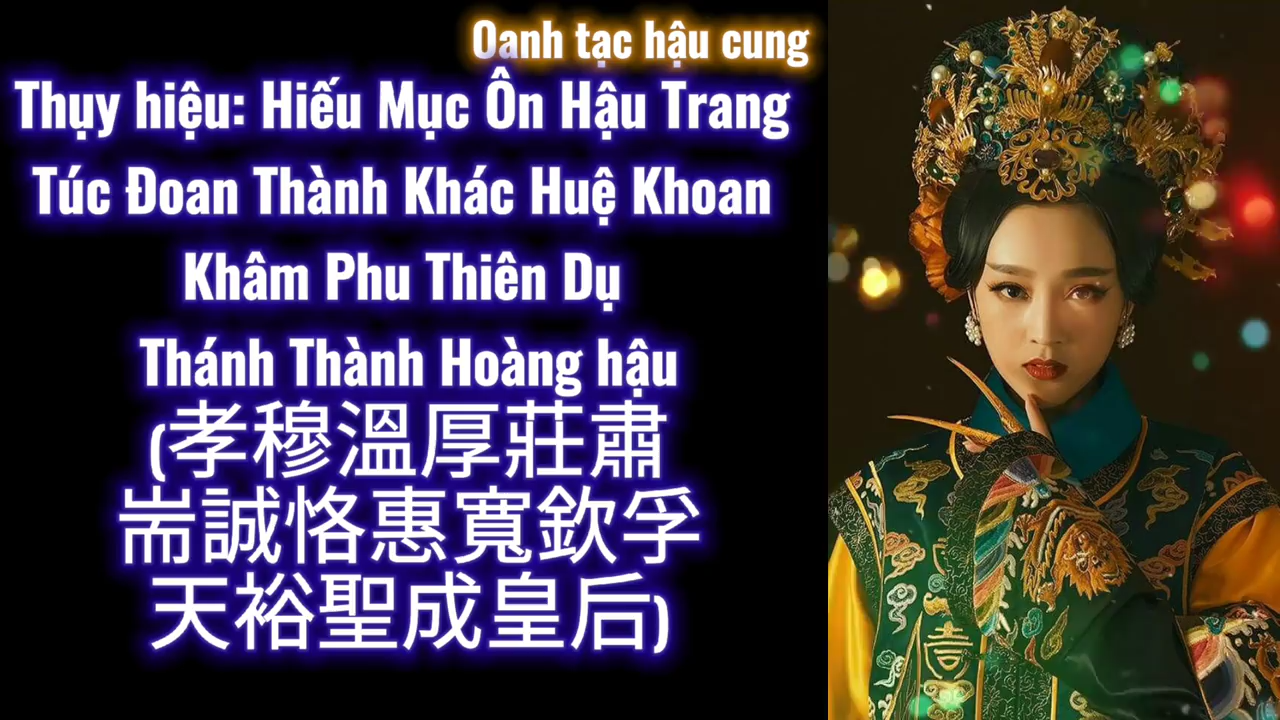 Oanh tạc hậu cung
Thụy hiệu: Hiếu Mục Ôn Hậu Trang
Túc Đoan Thành Khác Huệ Khoan
Khâm Phu Thiên Dụ
Thánh Thành Hoàng hậu
(孝穆溫厚莊肅
耑誠恪惠寬欽孚
天裕聖成皇后)